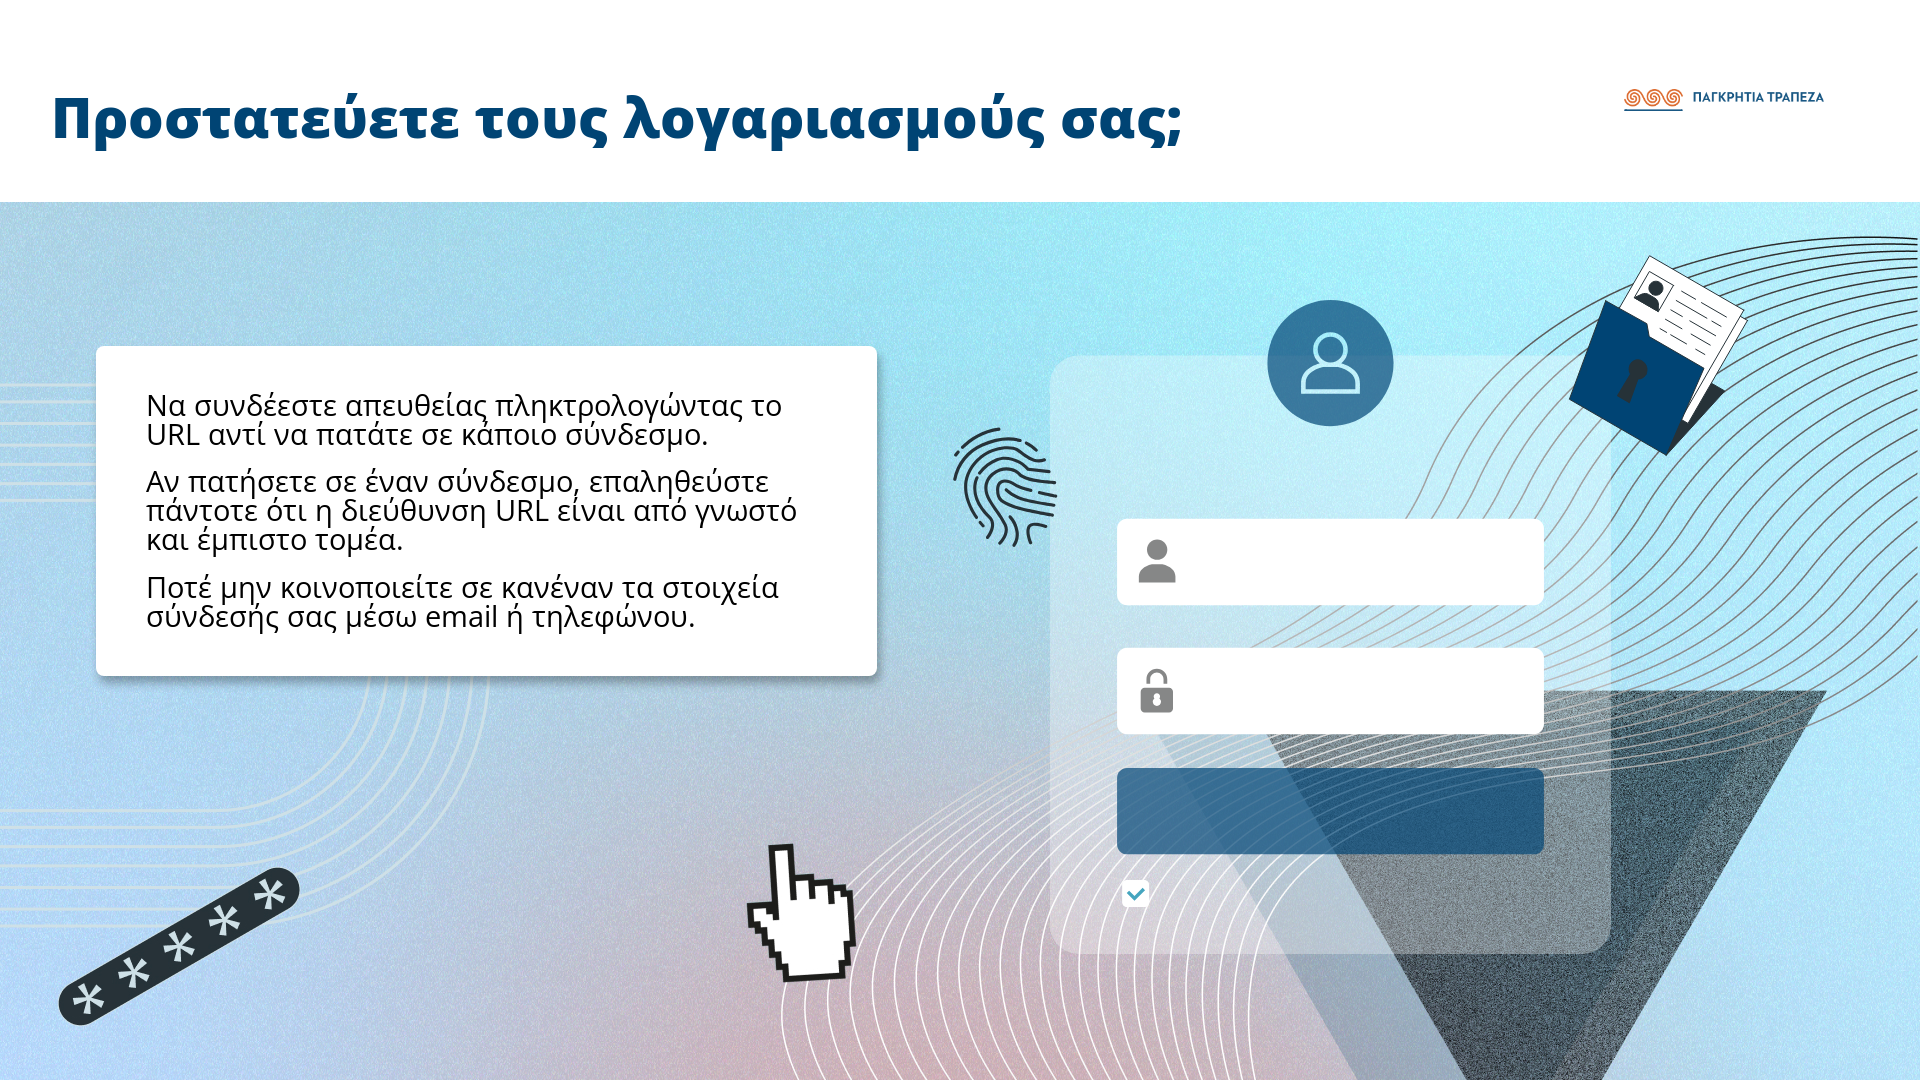 Προστατεύετε τους λογαριασμούς σας;
ΠΑΓΚΡΗΤΙΑ ΤΡΑΠΕΖΑ
Να συνδέεστε απευθείας πληκτρολογώντας το
URL αντί να πατάτε σε κάποιο σύνδεσμο.
Αν πατήσετε σε έναν σύνδεσμο, επαληθεύστε
πάντοτε ότι η διεύθυνση URL είναι από γνωστό
και έμπιστο τομέα.
Ποτέ μην κοινοποιείτε σε κανέναν τα στοιχεία
σύνδεσής σας μέσω email ή τηλεφώνου.
*****